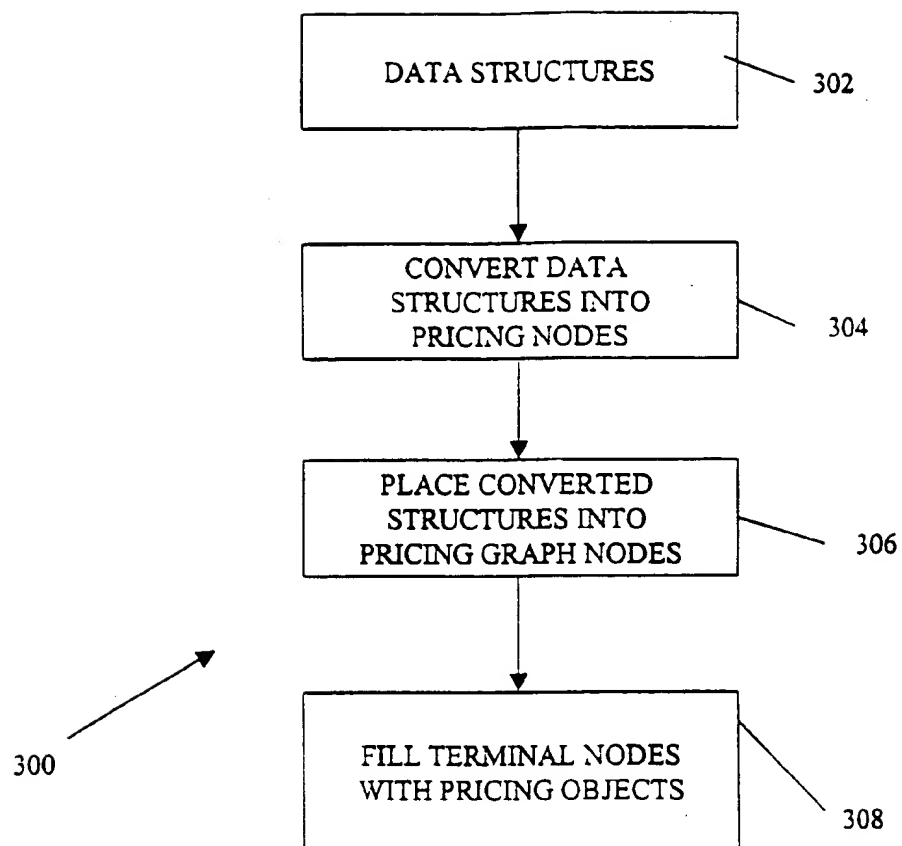 DATA STRUCTURES
302
CONVERT DATA
STRUCTURES INTO
PRICING NODES
304
PLACE CONVERTED
STRUCTURES INTO
PRICING GRAPH NODES
306
300
FILL TERMINAL NODES
WITH PRICING OBJECTS
308